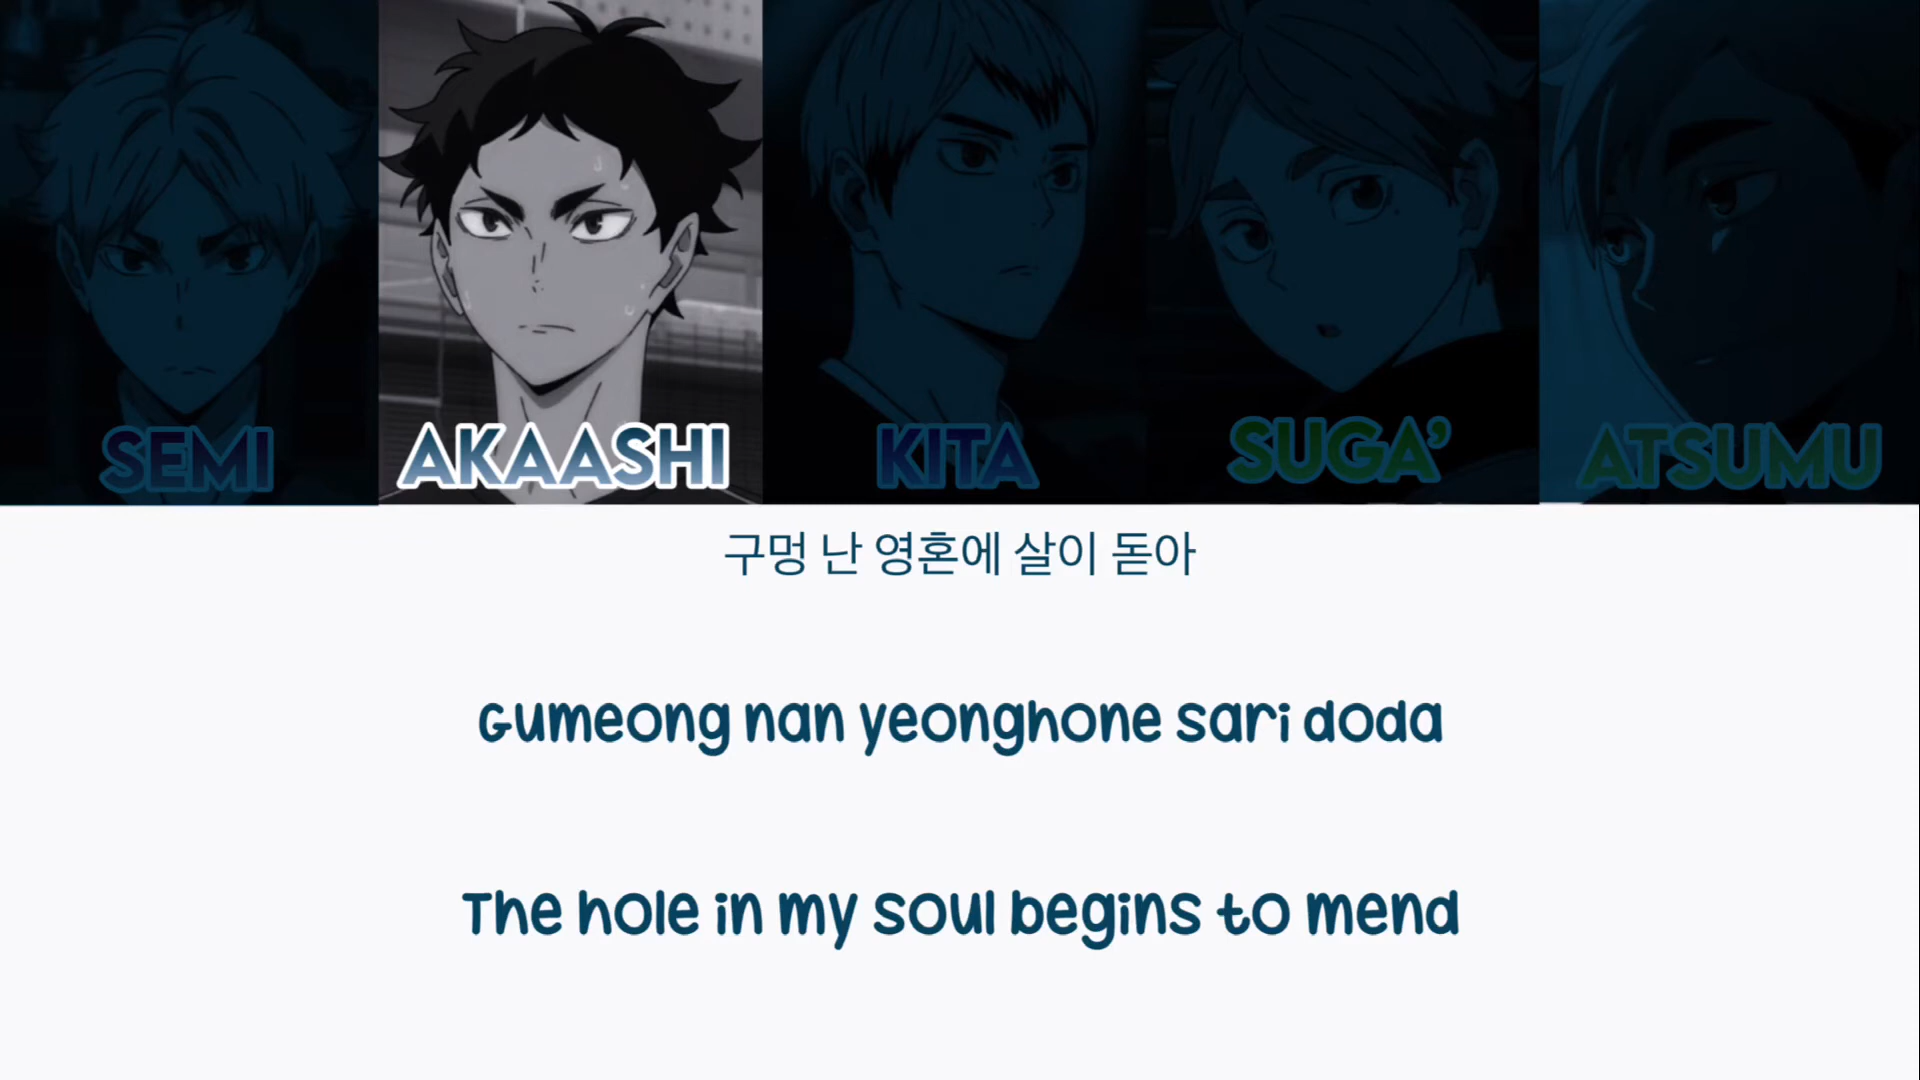 SEMI
AKAASHI
KITA
SUGA'
ATSUMU
구멍 난 영혼에 살이 돋아
Gumeong nan yeonghone sari doda
The hole in my soul begins to mend